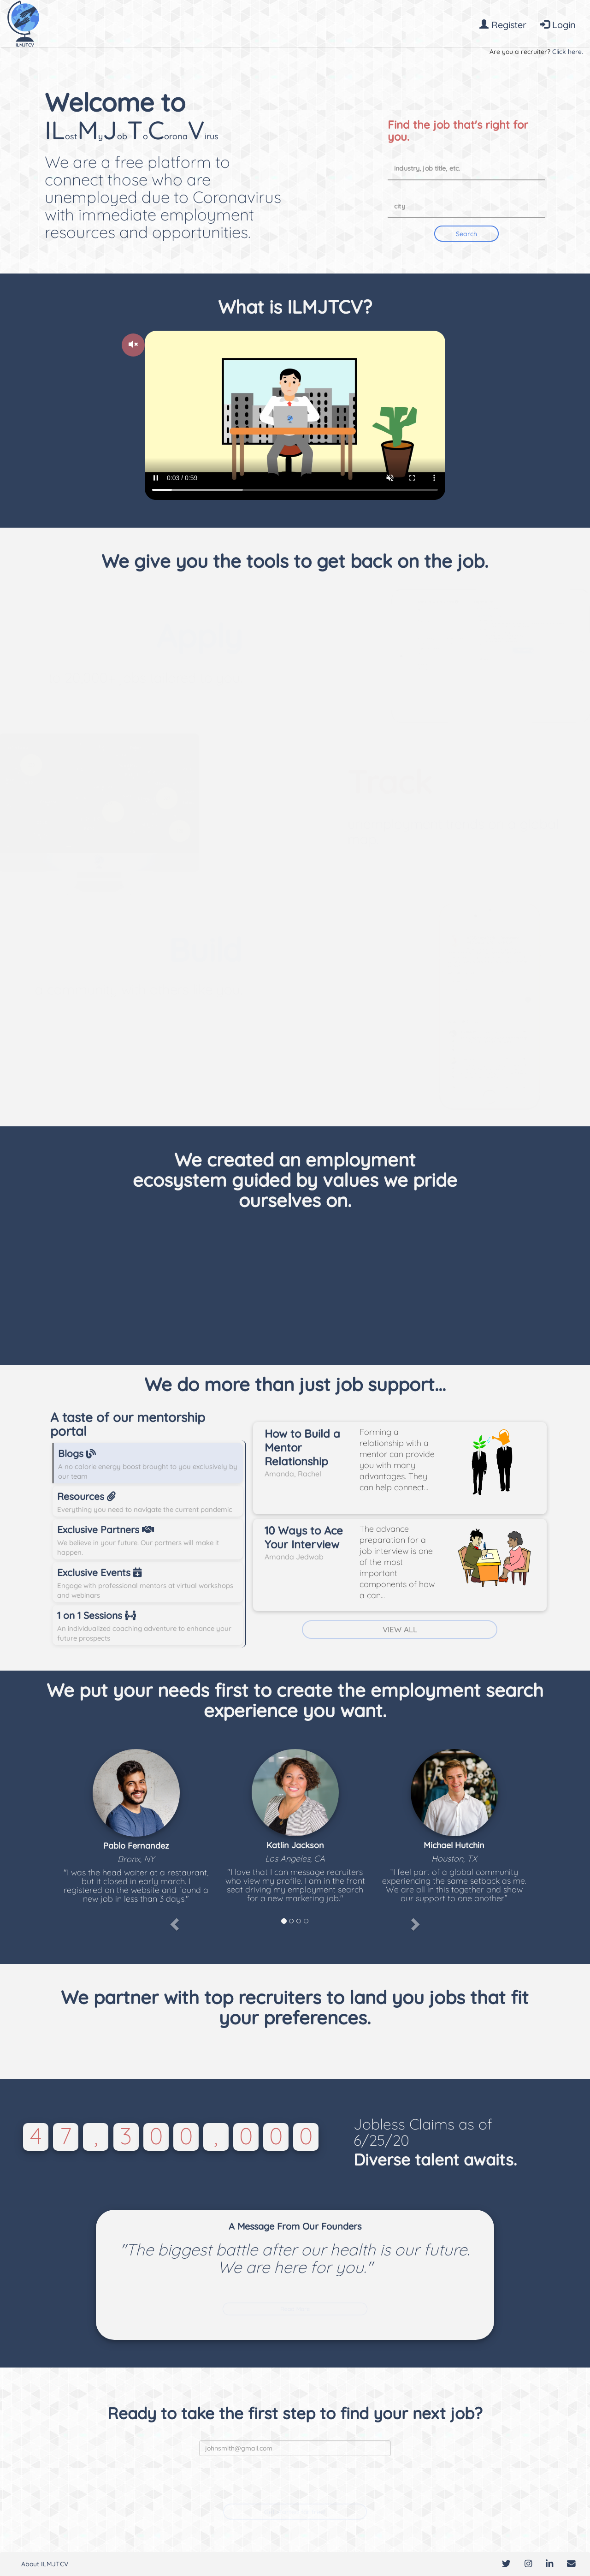 ILMJTCV
Register Login
Are you a recruiter? Click here.
Welcome to
ILost MyJob To Corona Virus
We are a free platform to
connect those who are
unemployed due to Coronavirus
with immediate employment
resources and opportunities.
Find the job that's right for
you.
industry, job title, etc.
city
Search
What is ILMJTCV?
0:03 / 0:59
We give you the tools to get back on the job.
Track
We created an employment
ecosystem guided by values we pride
ourselves on.
We do more than just job support...
A taste of our mentorship
portal
Blogs
A no calorie energy boost brought to you exclusively by
our team
Resources
Everything you need to navigate the current pandemic
Exclusive Partners
We believe in your future. Our partners will make it
happen.
Exclusive Events
Engage with professional mentors at virtual workshops
and webinars
1 on 1 Sessions
An individualized coaching adventure to enhance your
future prospects
How to Build a
Mentor
Relationship
Amanda, Rachel
Forming a
relationship with a
mentor can provide
you with many
advantages. They
can help connect...
10 Ways to Ace
Your Interview
Amanda Jedwab
The advance
preparation for a
job interview is one
of the most
important
components of how
a can...
VIEW ALL
We put your needs first to create the employment search
experience you want.
Pablo Fernandez
Bronx, NY
"I was the head waiter at a restaurant,
but it closed in early march. I
registered on the website and found a
new job in less than 3 days."
Katlin Jackson
Los Angeles, CA
"I love that I can message recruiters
who view my profile. I am in the front
seat driving my employment search
for a new marketing job."
Michael Hutchin
Houston, TX
"I feel part of a global community
experiencing the same setback as me.
We are all in this together and show
our support to one another."
We partner with top recruiters to land you jobs that fit
your preferences.
47,300,000
Jobless Claims as of
6/25/20
Diverse talent awaits.
A Message From Our Founders
"The biggest battle after our health is our future.
We are here for you."
Ready to take the first step to find your next job?
johnsmith@gmail.com
About ILMJTCV